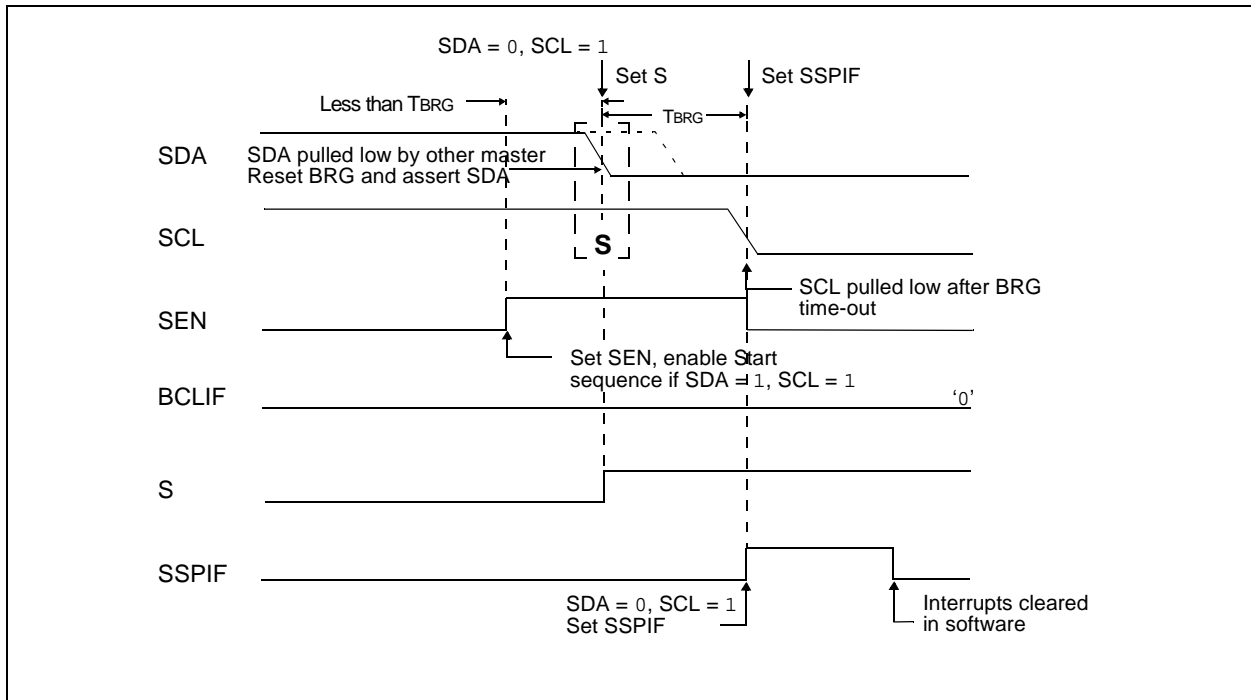 SDA = 0, SCL = 1
Set S
Set SSPIF
Less than TBRG
TBRG
SDA
SDA pulled low by other master
Reset BRG and assert SDA
SCL
S
SCL pulled low after BRG
time-out
SEN
Set SEN, enable Start
sequence if SDA = 1, SCL = 1
BCLIF
‘0’
S
SSPIF
SDA = 0, SCL = 1
Set SSPIF
Interrupts cleared
in software